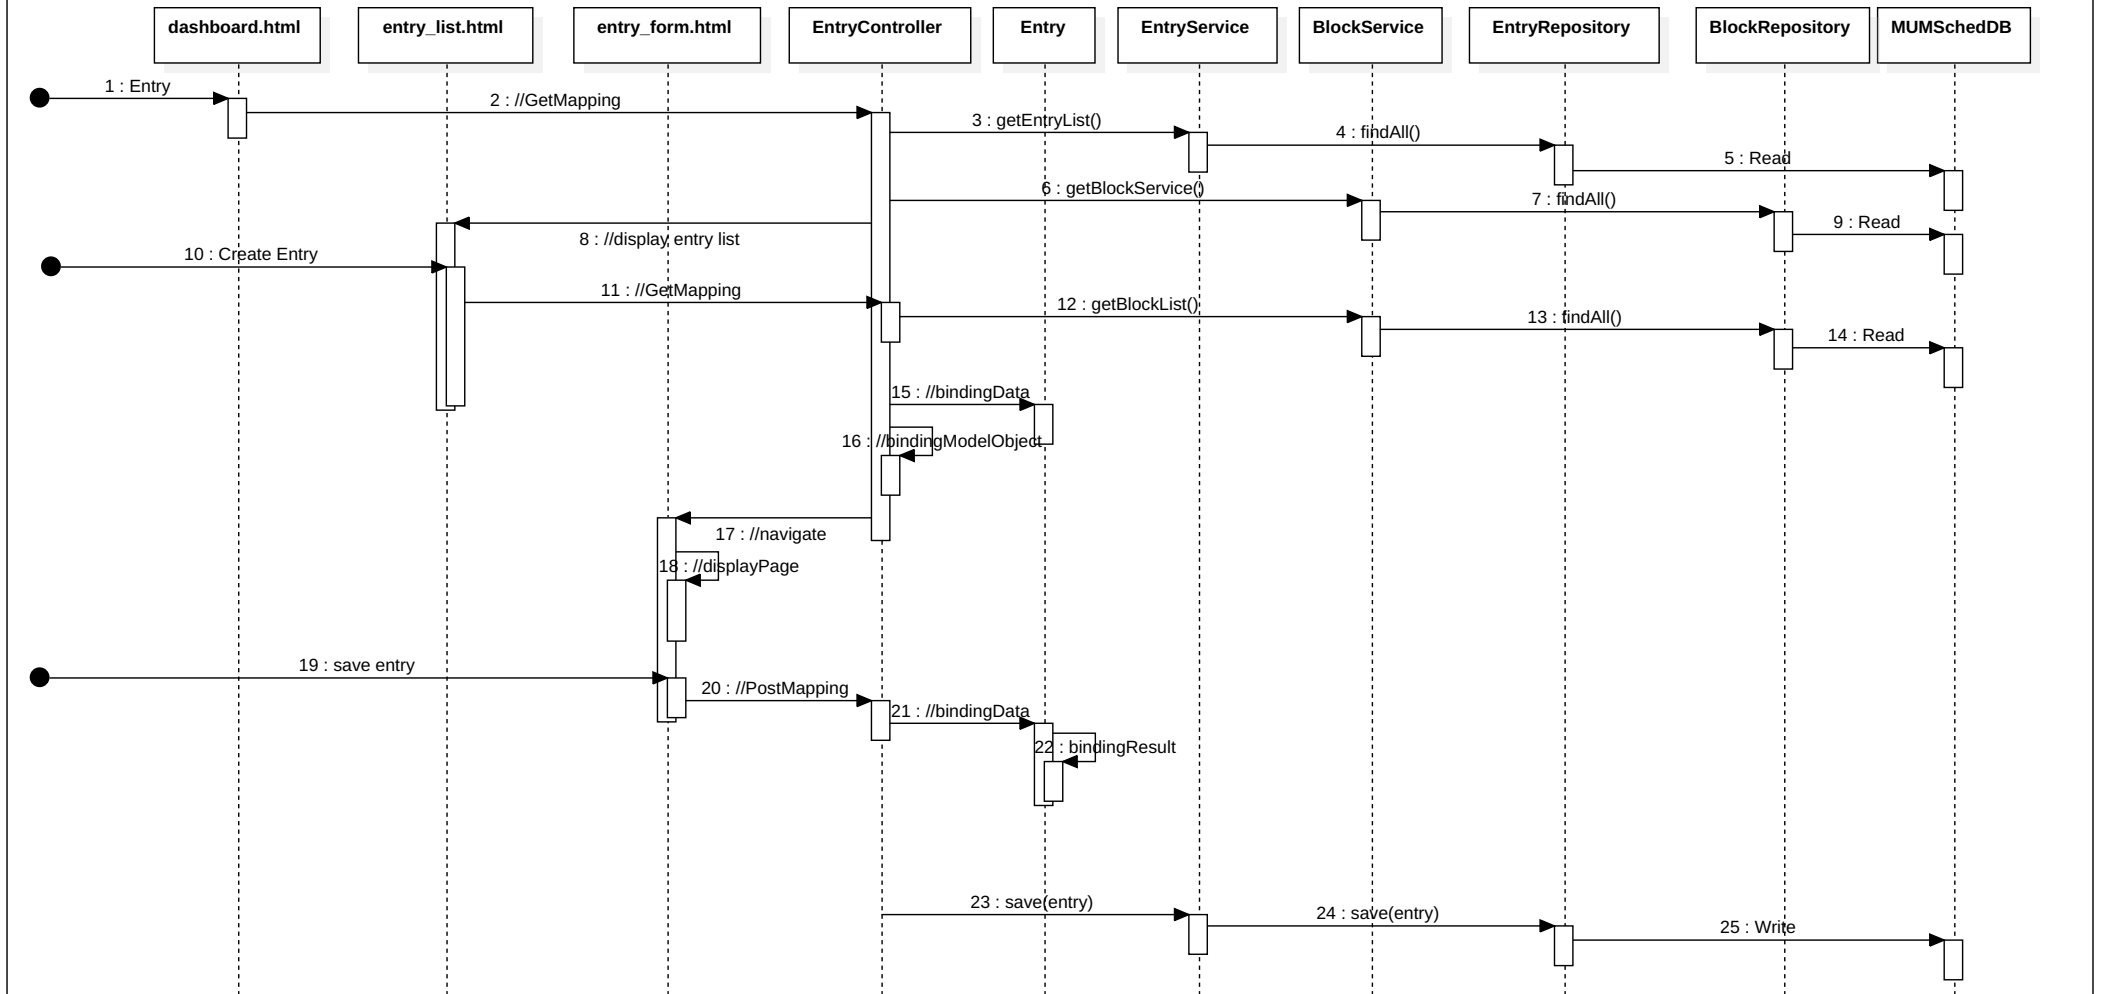 dashboard.html
entry_list.html
entry_form.html
EntryController
Entry
EntryService
BlockService
EntryRepository
BlockRepository
MUMSchedDB
1 : Entry
2 : //GetMapping
3 : getEntryList()
4 : findAll()
5 : Read
6 : getBlockService()
7 : findAll()
8 : //display entry list
9 : Read
10 : Create Entry
11 : //GetMapping
12 : getBlockList()
13 : findAll()
14 : Read
15 : //bindingData
16 : //bindingModelObject
17 : //navigate
18 : //displayPage
19 : save entry
20 : //PostMapping
21 : //bindingData
22 : bindingResult
23 : save(entry)
24 : save(entry)
25 : Write